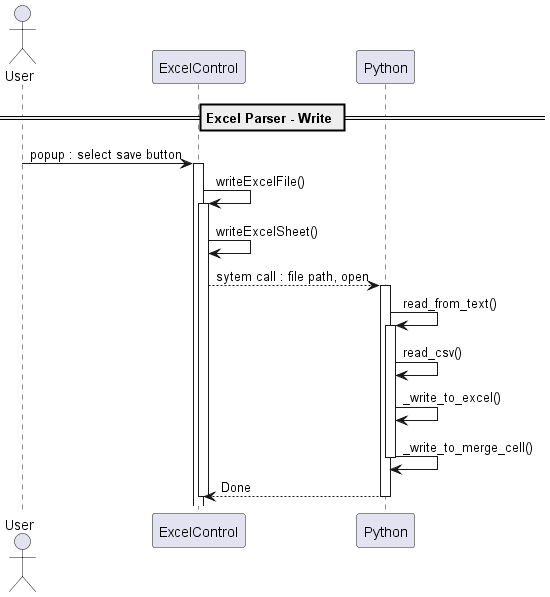 User
ExcelControl
Python
Excel Parser - Write
popup : select save button
writeExcelFile()
writeExcelSheet()
sytem call : file path, open
read_from_text()
read_csv()
_write_to_excel()
_write_to_merge_cell()
Done
User
ExcelControl
Python